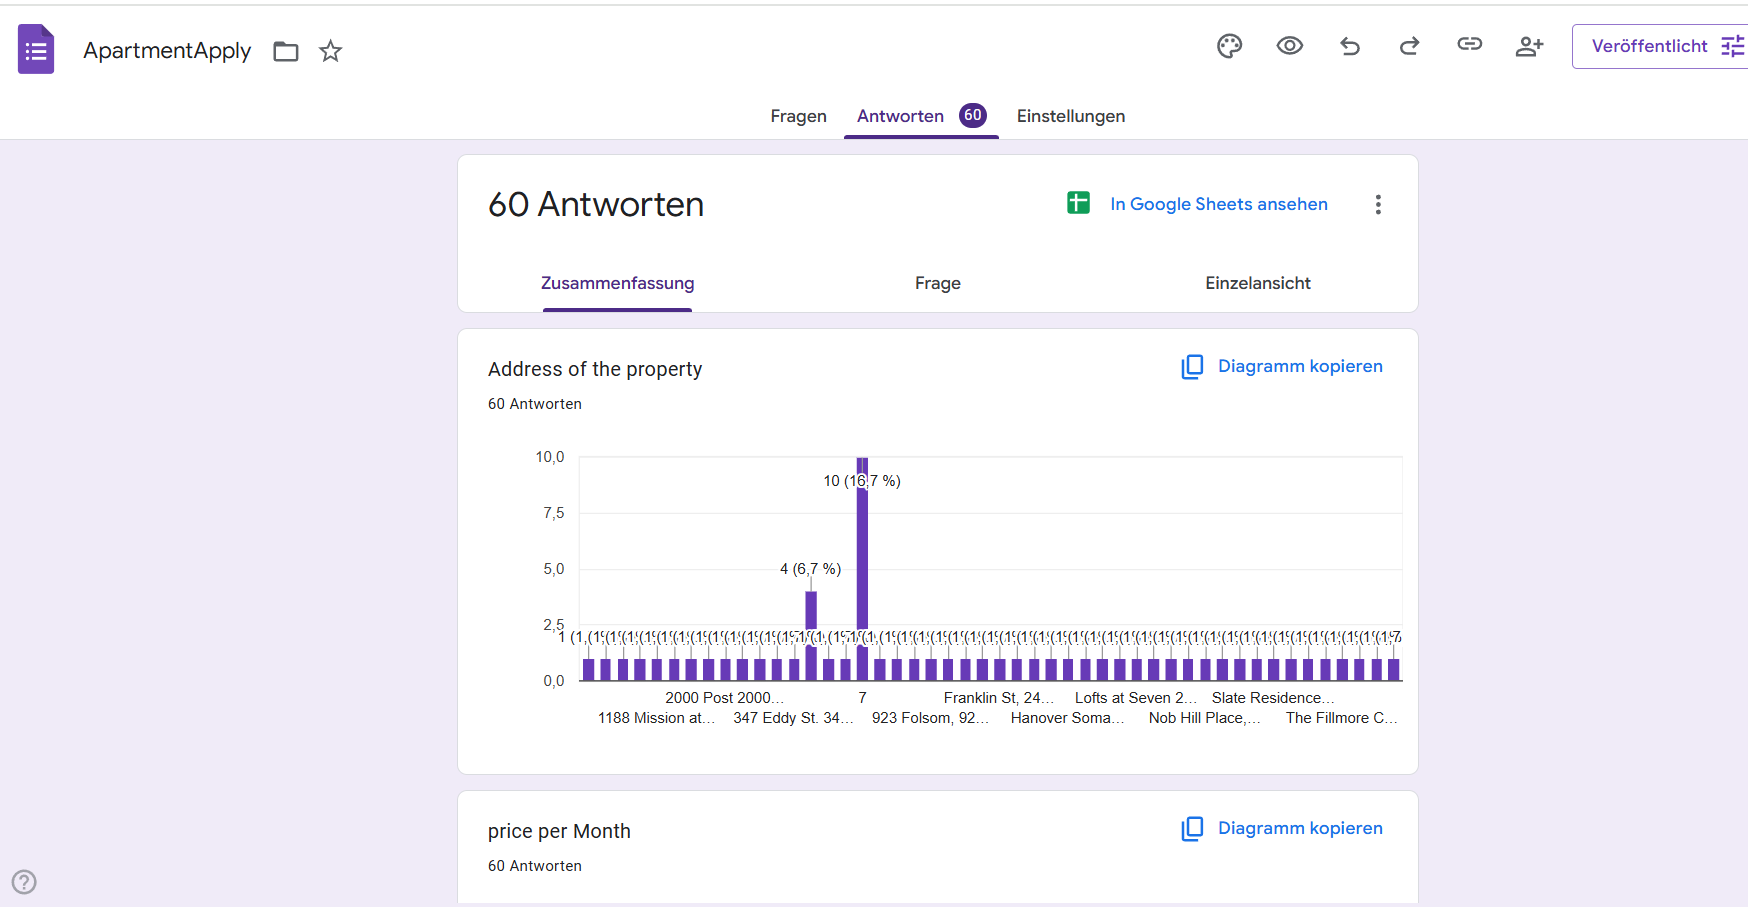 ApartmentApply
Veröffentlicht
Fragen Antworten 60 Einstellungen
60 Antworten
In Google Sheets ansehen
Zusammenfassung Frage Einzelansicht
Address of the property
Diagramm kopieren
60 Antworten
10,0
10 (16,7 %)
7,5
5,0
4 (6,7 %)
2,5
0,0
2000 Post 2000... 7 Franklin St, 24... Lofts at Seven 2... Slate Residence...
1188 Mission at... 347 Eddy St. 34... 923 Folsom, 92... Hanover Soma... Nob Hill Place,... The Fillmore C...
price per Month
Diagramm kopieren
60 Antworten